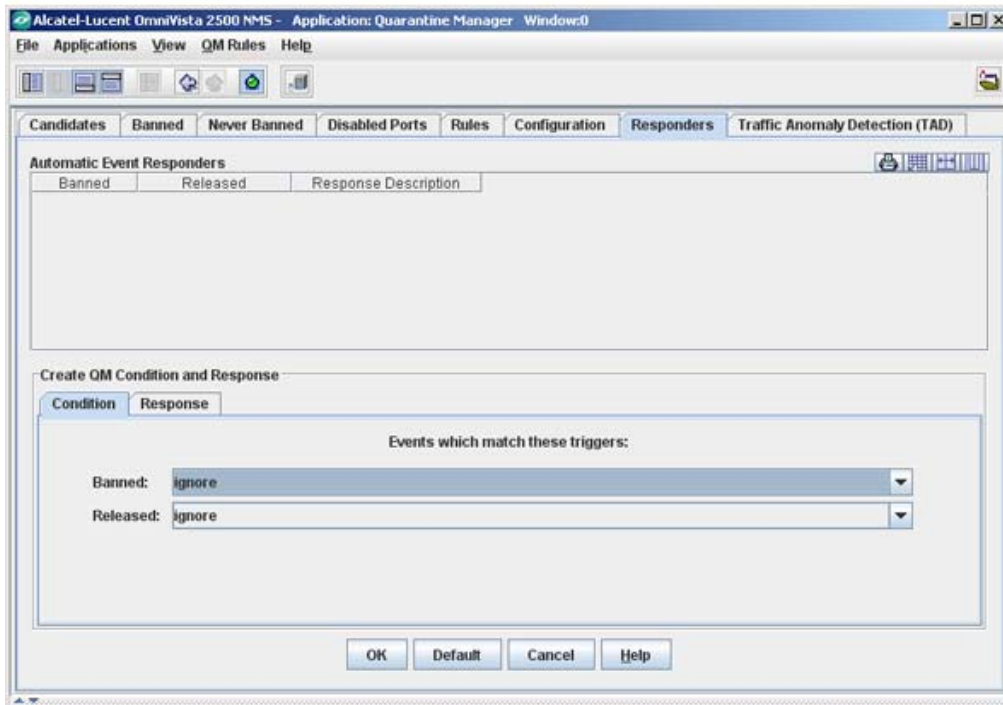 Alcatel-Lucent OmniVista 2500 NMS - Application: Quarantine Manager Window:0
File Applications View QM Rules Help
Candidates Banned Never Banned Disabled Ports Rules Configuration Responders Traffic Anomaly Detection (TAD)
Automatic Event Responders
Banned Released Response Description
Create QM Condition and Response
Condition Response
Events which match these triggers:
Banned: ignore
Released: ignore
OK Default Cancel Help